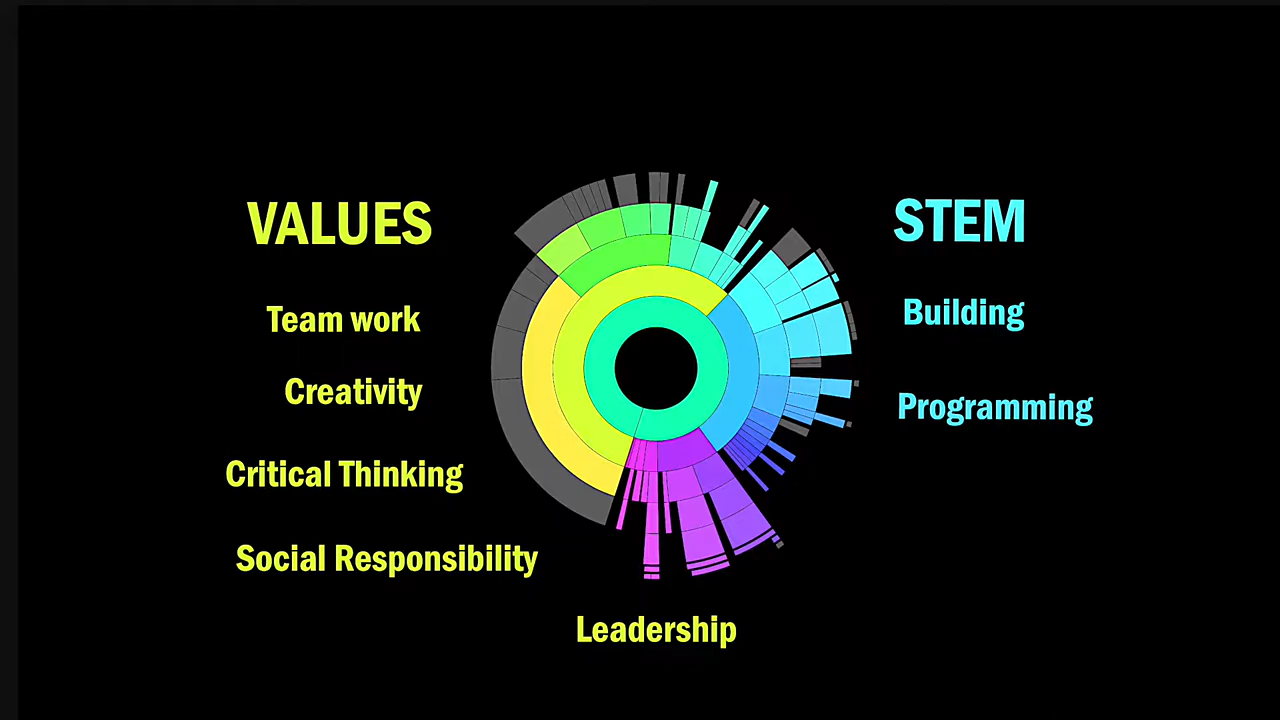 VALUES
Team work
Creativity
Critical Thinking
Social Responsibility
Leadership
STEM
Building
Programming